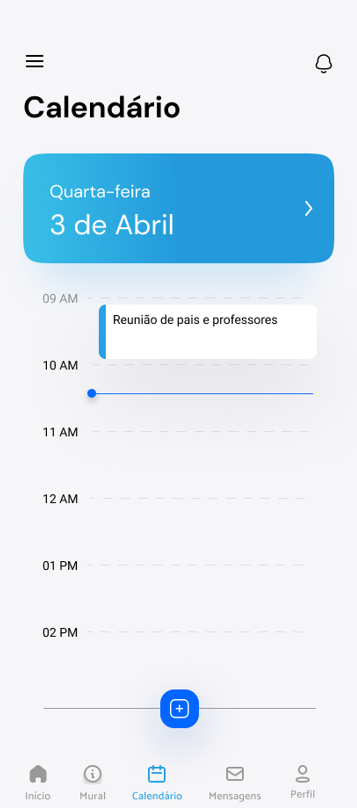 Calendário
Quarta-feira
3 de Abril
09 AM
Reunião de pais e professores
10 AM
11 AM
12 AM
01 PM
02 PM
Início
Mural
Calendário
Mensagens
Perfil